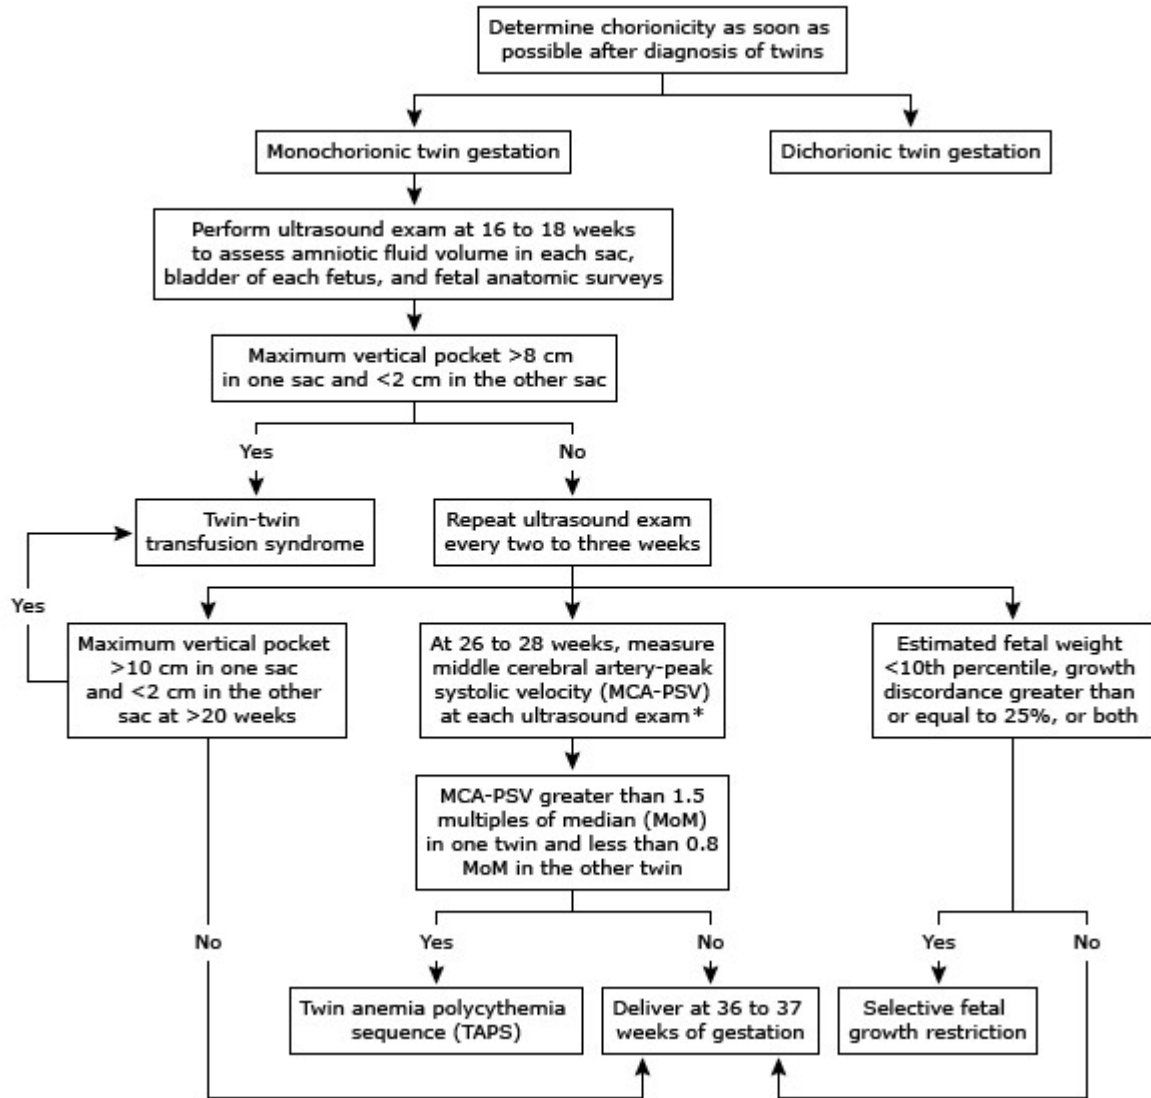 Determine chorionicity as soon as
possible after diagnosis of twins
Monochorionic twin gestation
Dichorionic twin gestation
Perform ultrasound exam at 16 to 18 weeks
to assess amniotic fluid volume in each sac,
bladder of each fetus, and fetal anatomic surveys
Maximum vertical pocket >8 cm
in one sac and <2 cm in the other sac
Yes
No
Twin-twin
transfusion syndrome
Repeat ultrasound exam
every two to three weeks
Yes
Maximum vertical pocket
>10 cm in one sac
and <2 cm in the other
sac at >20 weeks
At 26 to 28 weeks, measure
middle cerebral artery-peak
systolic velocity (MCA-PSV)
at each ultrasound exam*
Estimated fetal weight
<10th percentile, growth
discordance greater than
or equal to 25%, or both
MCA-PSV greater than 1.5
multiples of median (MoM)
in one twin and less than 0.8
MoM in the other twin
No
Yes
No
Yes
No
Twin anemia polycythemia
sequence (TAPS)
Deliver at 36 to 37
weeks of gestation
Selective fetal
growth restriction